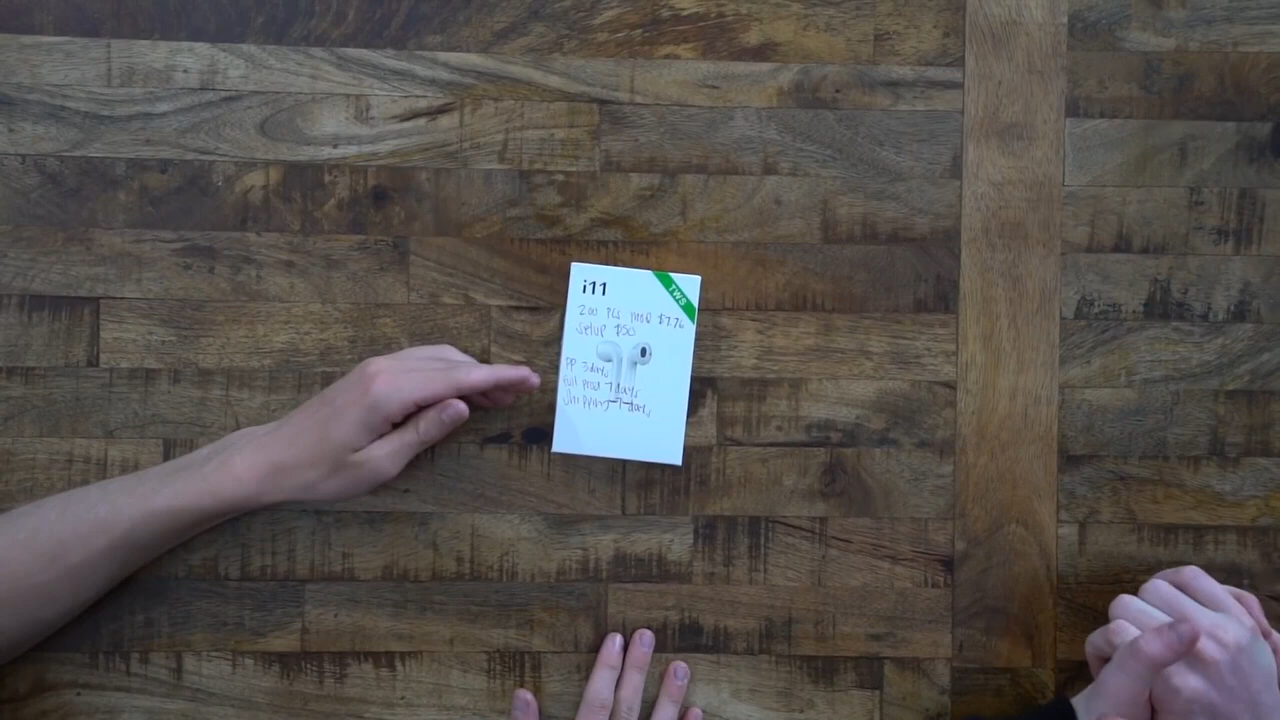 i11
TWS
200 PCS MOQ $7.76
setup $50
PP 3 days
full prod 7 days
shipping 7 days